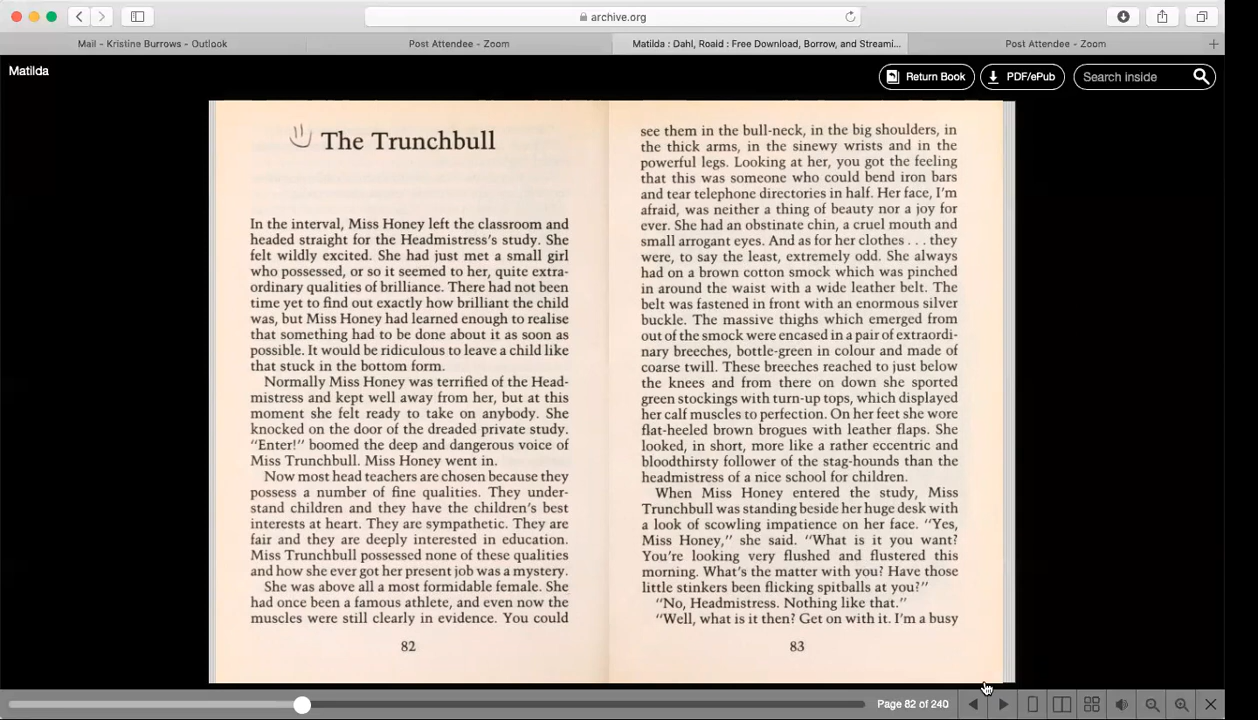 archive.org
Mail - Kristine Burrows - Outlook
Post Attendee - Zoom
Matilda : Dahl, Roald : Free Download, Borrow, and Streami...
Post Attendee - Zoom
Matilda
Return Book
PDF/ePub
Search inside
The Trunchbull
In the interval, Miss Honey left the classroom and
headed straight for the Headmistress's study. She
felt wildly excited. She had just met a small girl
who possessed, or so it seemed to her, quite extra-
ordinary qualities of brilliance. There had not been
time yet to find out exactly how brilliant the child
was, but Miss Honey had learned enough to realise
that something had to be done about it as soon as
possible. It would be ridiculous to leave a child like
that stuck in the bottom form.
Normally Miss Honey was terrified of the Head-
mistress and kept well away from her, but at this
moment she felt ready to take on anybody. She
knocked on the door of the dreaded private study.
"Enter!" boomed the deep and dangerous voice of
Miss Trunchbull. Miss Honey went in.
Now most head teachers are chosen because they
possess a number of fine qualities. They under-
stand children and they have the children's best
interests at heart. They are sympathetic. They are
fair and they are deeply interested in education.
Miss Trunchbull possessed none of these qualities
and how she ever got her present job was a mystery.
She was above all a most formidable female. She
had once been a famous athlete, and even now the
muscles were still clearly in evidence. You could
82
see them in the bull-neck, in the big shoulders, in
the thick arms, in the sinewy wrists and in the
powerful legs. Looking at her, you got the feeling
that this was someone who could bend iron bars
and tear telephone directories in half. Her face, I'm
afraid, was neither a thing of beauty nor a joy for
ever. She had an obstinate chin, a cruel mouth and
small arrogant eyes. And as for her clothes . . . they
were, to say the least, extremely odd. She always
had on a brown cotton smock which was pinched
in around the waist with a wide leather belt. The
belt was fastened in front with an enormous silver
buckle. The massive thighs which emerged from
out of the smock were encased in a pair of extraordi-
nary breeches, bottle-green in colour and made of
coarse twill. These breeches reached to just below
the knees and from there on down she sported
green stockings with turn-up tops, which displayed
her calf muscles to perfection. On her feet she wore
flat-heeled brown brogues with leather flaps. She
looked, in short, more like a rather eccentric and
bloodthirsty follower of the stag-hounds than the
headmistress of a nice school for children.
When Miss Honey entered the study, Miss
Trunchbull was standing beside her huge desk with
a look of scowling impatience on her face. "Yes,
Miss Honey," she said. "What is it you want?
You're looking very flushed and flustered this
morning. What's the matter with you? Have those
little stinkers been flicking spitballs at you?"
"No, Headmistress. Nothing like that."
"Well, what is it then? Get on with it. I'm a busy
83
Page 82 of 240